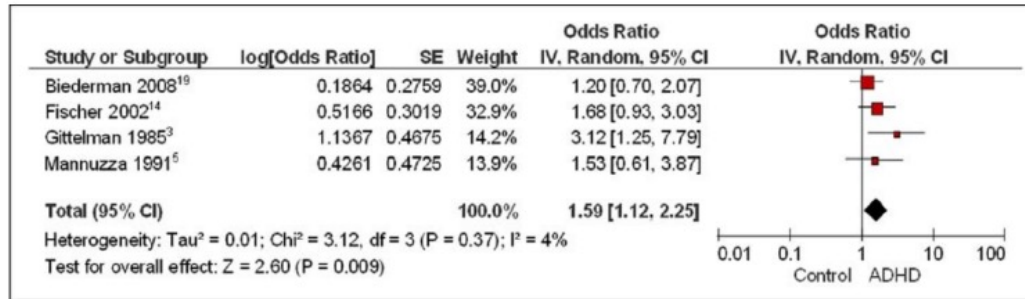 Odds Ratio Odds Ratio
Study or Subgroup log[Odds Ratio] SE Weight IV, Random, 95% CI IV, Random, 95% CI
Biederman 2008¹⁹ 0.1864 0.2759 39.0% 1.20 [0.70, 2.07]
Fischer 2002¹⁴ 0.5166 0.3019 32.9% 1.68 [0.93, 3.03]
Gittelman 1985³ 1.1367 0.4675 14.2% 3.12 [1.25, 7.79]
Mannuzza 1991⁵ 0.4261 0.4725 13.9% 1.53 [0.61, 3.87]
Total (95% CI) 100.0% 1.59 [1.12, 2.25]
Heterogeneity: Tau² = 0.01; Chi² = 3.12, df = 3 (P = 0.37); I² = 4%
Test for overall effect: Z = 2.60 (P = 0.009)
0.01 0.1 1 10 100
Control ADHD